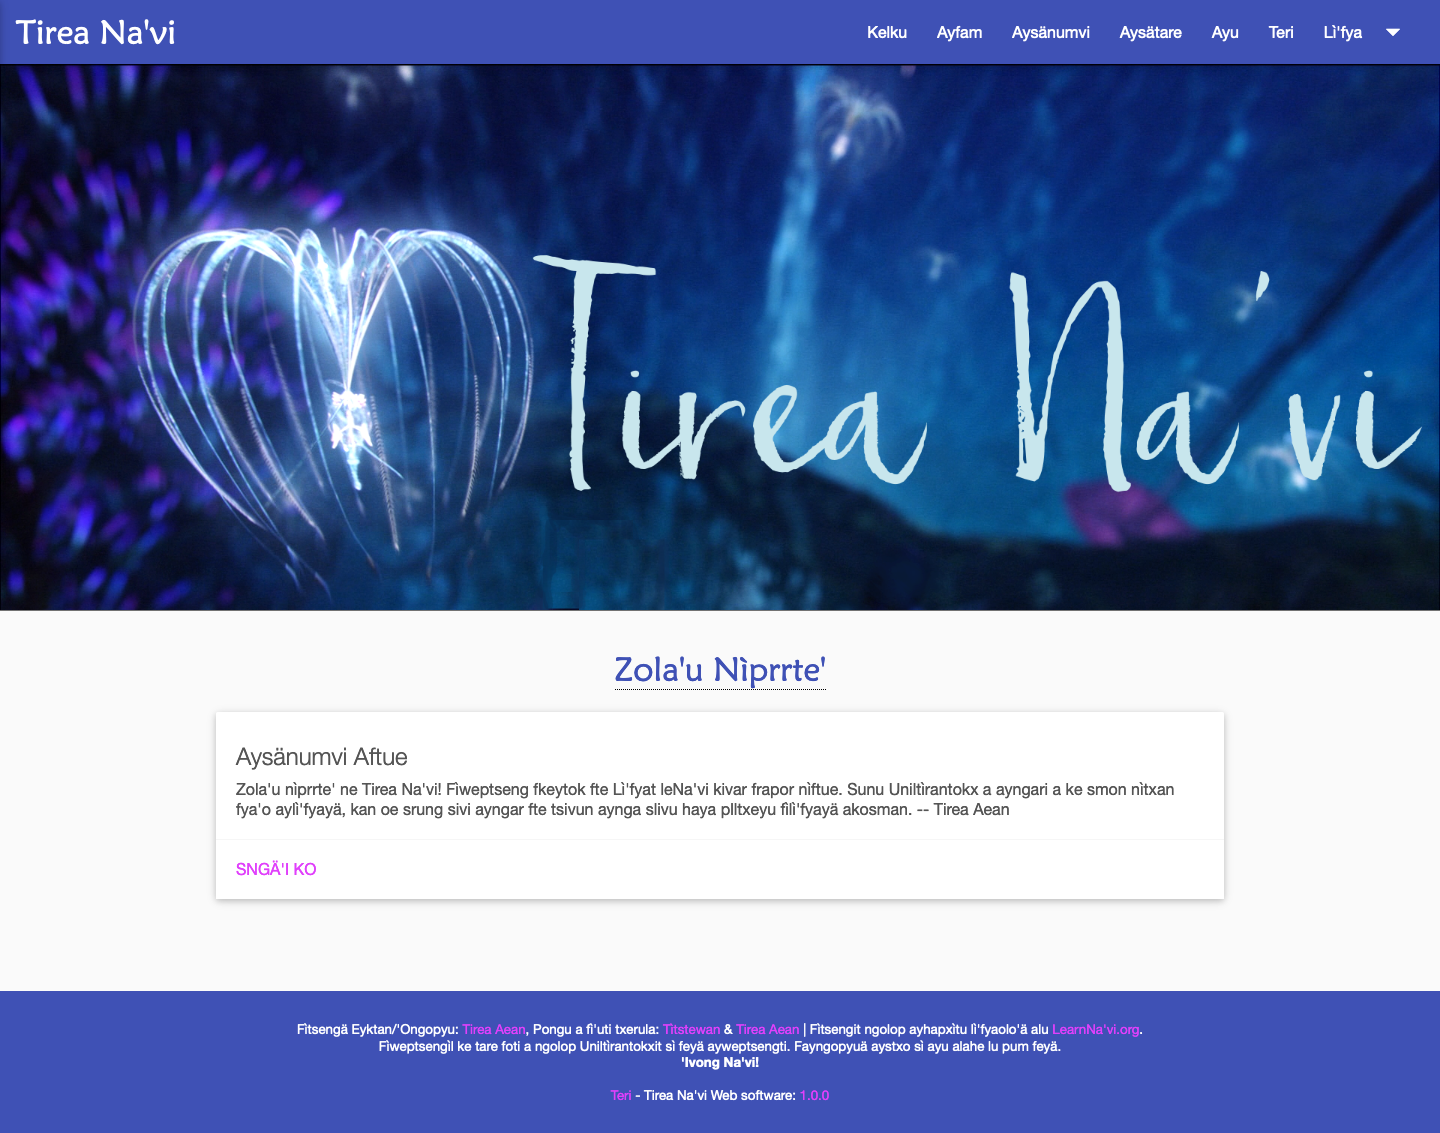 Tirea Na'vi
Kelku Ayfam Aysänumvi Aysätare Ayu Teri Lì'fya
Tirea Na'vi
Zola'u Nìprrte'
Aysänumvi Aftue
Zola'u nìprrte' ne Tirea Na'vi! Fìweptseng fkeytok fte Lì'fyat leNa'vi kivar frapor nìftue. Sunu Uniltìrantokx a ayngari a ke smon nìtxan
fya'o aylì'fyayä, kan oe srung sivi ayngar fte tsivun aynga slivu haya plltxeyu fìlì'fyayä akosman. -- Tirea Aean
SNGÄ'I KO
Fìtsengä Eyktan/'Ongopyu: Tirea Aean, Pongu a fì'uti txerula: Tìtstewan & Tirea Aean | Fìtsengit ngolop ayhapxìtu lì'fyaolo'ä alu LearnNa'vi.org.
Fìweptsengìl ke tare foti a ngolop Uniltìrantokxit sì feyä ayweptsengti. Fayngopyuä aystxo sì ayu alahe lu pum feyä.
'Ivong Na'vi!
Teri - Tirea Na'vi Web software: 1.0.0